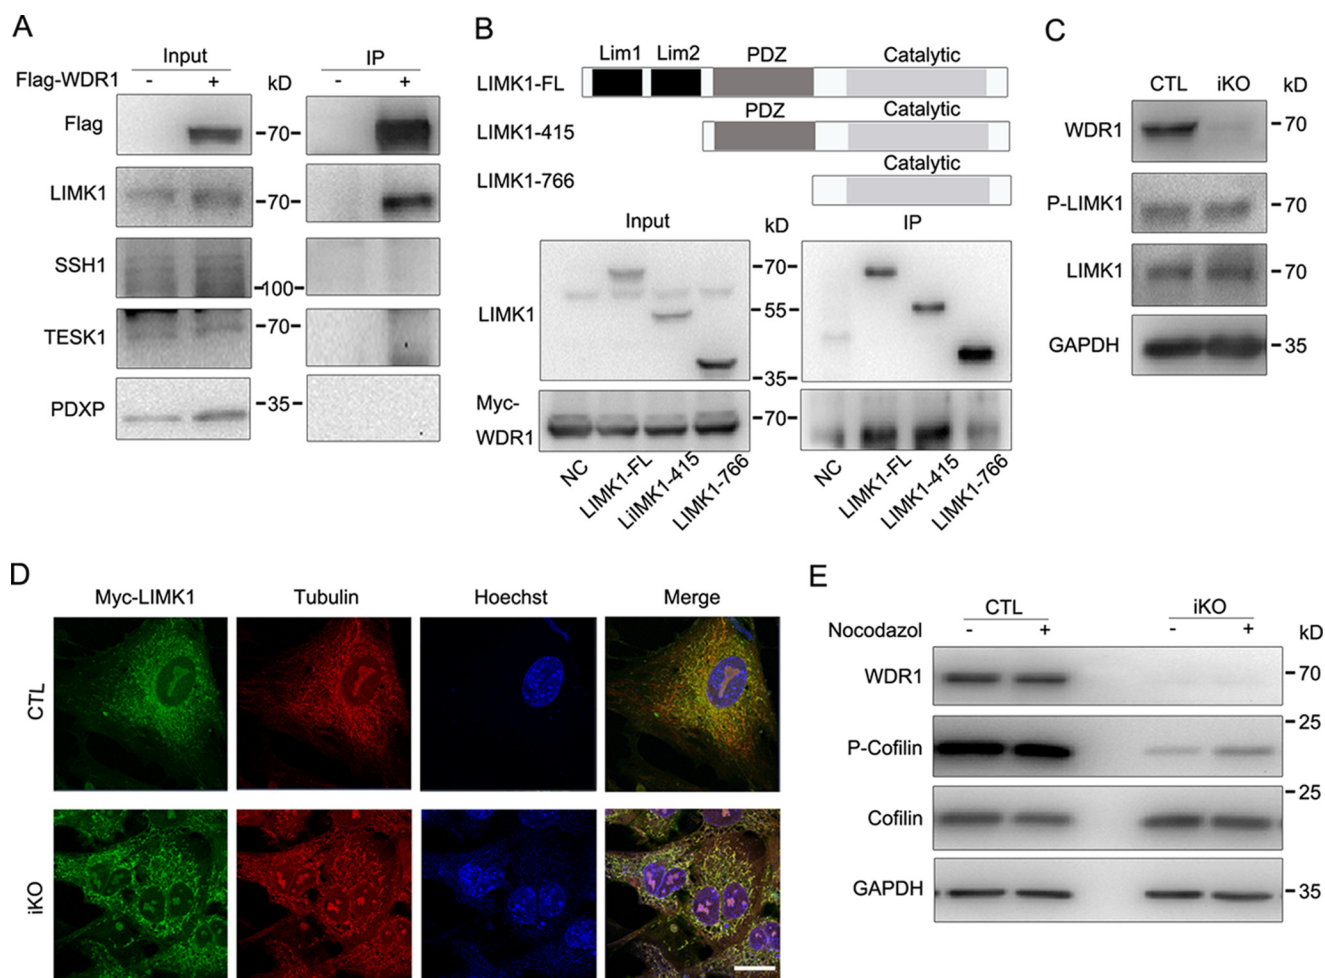 A
Input
IP
Flag-WDR1
-
+
kD
-
+
Flag
-70-
LIMK1
-70-
SSH1
-100-
TESK1
-70-
PDXP
-35-
B
Lim1 Lim2 PDZ Catalytic
LIMK1-FL
PDZ Catalytic
LIMK1-415
Catalytic
LIMK1-766
Input
kD
IP
LIMK1
-70-
-55-
-35-
Myc-
WDR1
-70-
NC
LIMK1-FL
LiIMK1-415
LIMK1-766
NC
LIMK1-FL
LIMK1-415
LIMK1-766
C
CTL iKO kD
WDR1
-70
P-LIMK1
-70
LIMK1
-70
GAPDH
-35
D
Myc-LIMK1 Tubulin Hoechst Merge
CTL
iKO
E
CTL iKO
Nocodazol - + - + kD
WDR1
-70
P-Cofilin
-25
Cofilin
-25
GAPDH
-35